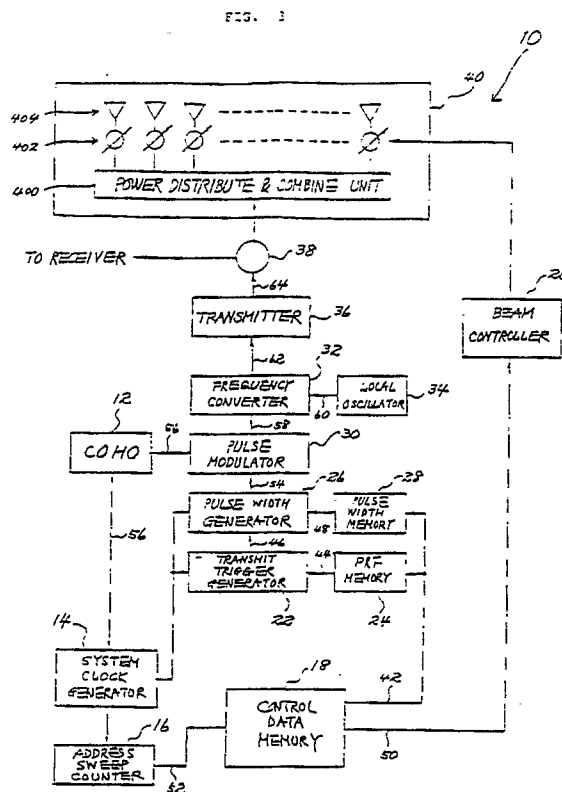 FIG. 3
10
40
404
402
400
POWER DISTRIBUTE & COMBINE UNIT
TO RECEIVER
38
64
TRANSMITTER
36
BEAM
CONTROLLER
62
32
FREQUENCY
CONVERTER
60
LOCAL
OSCILLATOR
34
12
58
COHO
56
PULSE
MODULATOR
30
54
26
28
PULSE WIDTH
GENERATOR
48
PULSE
WIDTH
MEMORY
56
46
TRANSMIT
TRIGGER
GENERATOR
44
PRF
MEMORY
22
24
14
SYSTEM
CLOCK
GENERATOR
18
42
CONTROL
DATA
MEMORY
16
50
ADDRESS
SWEEP
COUNTER
52